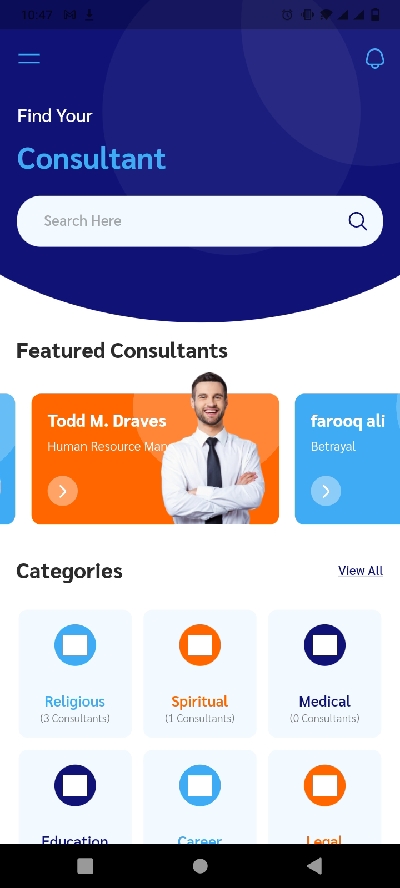 10:47
Find Your
Consultant
Search Here
Featured Consultants
Todd M. Draves
Human Resource Man
farooq ali
Betrayal
Categories
View All
Religious
(3 Consultants)
Spiritual
(1 Consultants)
Medical
(0 Consultants)
Education
Career
Legal